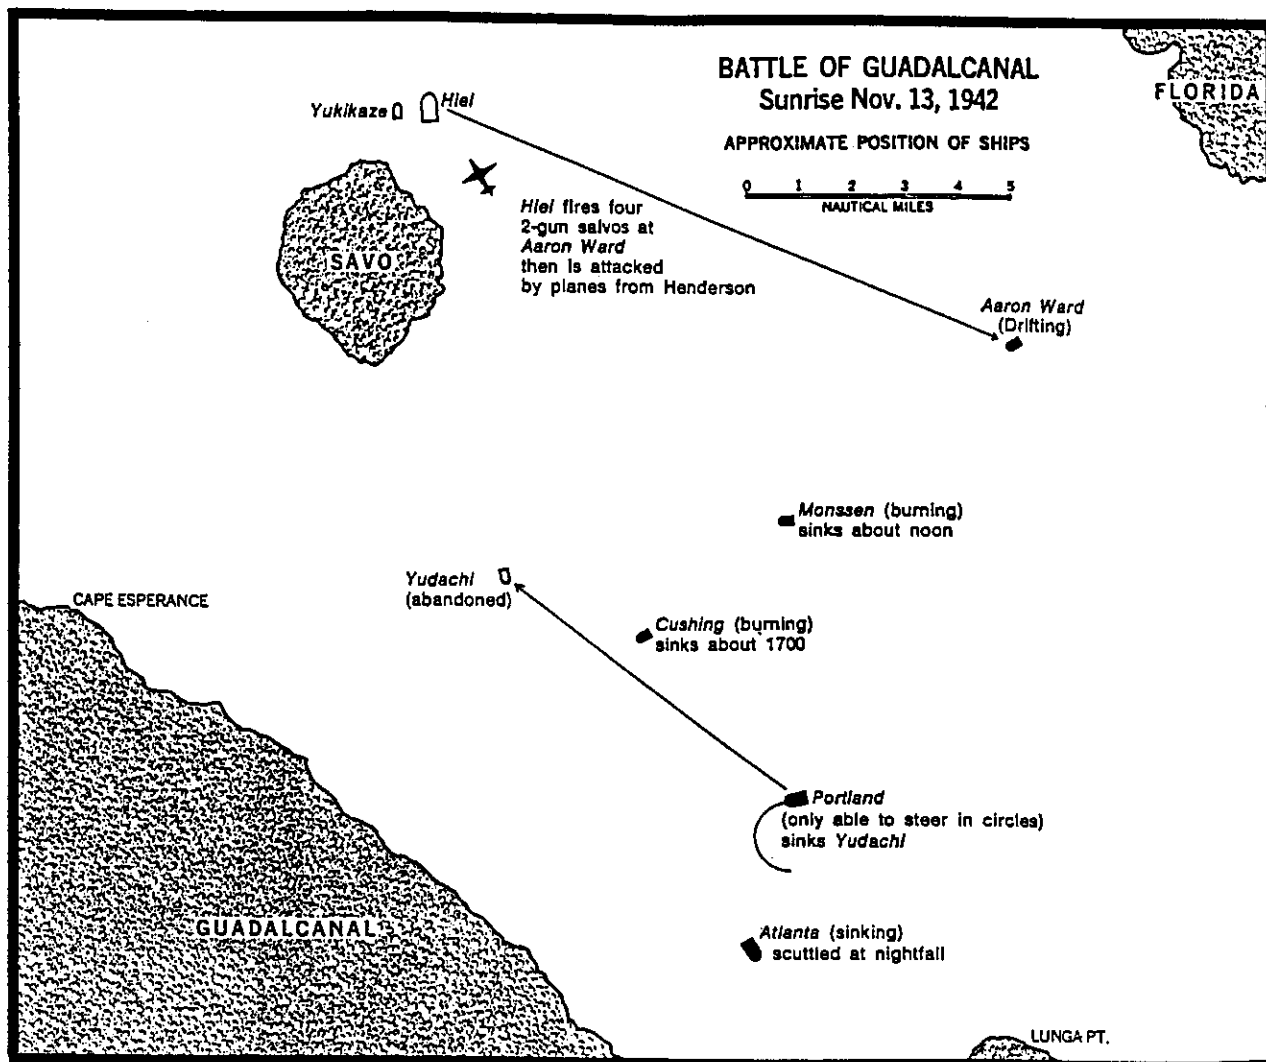 BATTLE OF GUADALCANAL
Sunrise Nov. 13, 1942
APPROXIMATE POSITION OF SHIPS
0 1 2 3 4 5
NAUTICAL MILES
FLORIDA
Yukikaze
Hiei
SAVO
Hiei fires four
2-gun salvos at
Aaron Ward
then is attacked
by planes from Henderson
Aaron Ward
(Drifting)
Monssen (burning)
sinks about noon
Yudachi
(abandoned)
CAPE ESPERANCE
Cushing (burning)
sinks about 1700
Portland
(only able to steer in circles)
sinks Yudachi
GUADALCANAL
Atlanta (sinking)
scuttled at nightfall
LUNGA PT.